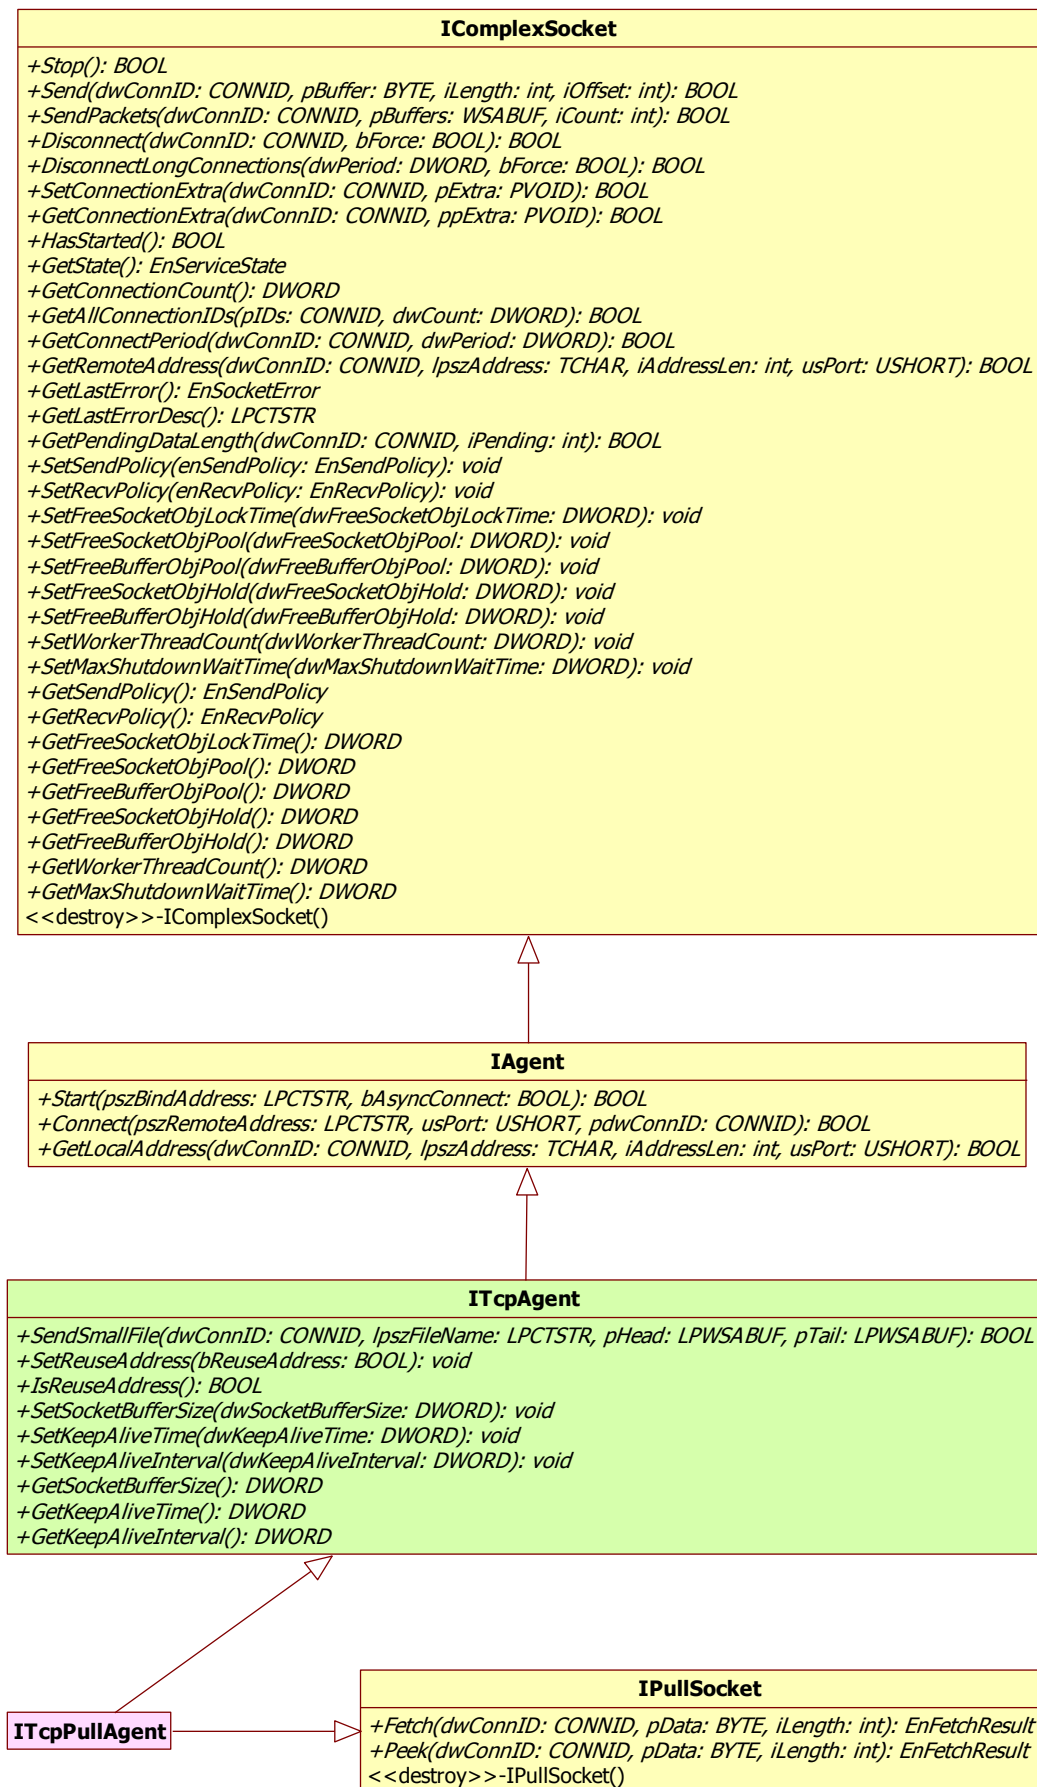 IComplexSocket
+Stop(): BOOL
+Send(dwConnID: CONNID, pBuffer: BYTE, iLength: int, iOffset: int): BOOL
+SendPackets(dwConnID: CONNID, pBuffers: WSABUF, iCount: int): BOOL
+Disconnect(dwConnID: CONNID, bForce: BOOL): BOOL
+DisconnectLongConnections(dwPeriod: DWORD, bForce: BOOL): BOOL
+SetConnectionExtra(dwConnID: CONNID, pExtra: PVOID): BOOL
+GetConnectionExtra(dwConnID: CONNID, ppExtra: PVOID): BOOL
+HasStarted(): BOOL
+GetState(): EnServiceState
+GetConnectionCount(): DWORD
+GetAllConnectionIDs(pIDs: CONNID, dwCount: DWORD): BOOL
+GetConnectPeriod(dwConnID: CONNID, dwPeriod: DWORD): BOOL
+GetRemoteAddress(dwConnID: CONNID, lpszAddress: TCHAR, iAddressLen: int, usPort: USHORT): BOOL
+GetLastError(): EnSocketError
+GetLastErrorDesc(): LPCTSTR
+GetPendingDataLength(dwConnID: CONNID, iPending: int): BOOL
+SetSendPolicy(enSendPolicy: EnSendPolicy): void
+SetRecvPolicy(enRecvPolicy: EnRecvPolicy): void
+SetFreeSocketObjLockTime(dwFreeSocketObjLockTime: DWORD): void
+SetFreeSocketObjPool(dwFreeSocketObjPool: DWORD): void
+SetFreeBufferObjPool(dwFreeBufferObjPool: DWORD): void
+SetFreeSocketObjHold(dwFreeSocketObjHold: DWORD): void
+SetFreeBufferObjHold(dwFreeBufferObjHold: DWORD): void
+SetWorkerThreadCount(dwWorkerThreadCount: DWORD): void
+SetMaxShutdownWaitTime(dwMaxShutdownWaitTime: DWORD): void
+GetSendPolicy(): EnSendPolicy
+GetRecvPolicy(): EnRecvPolicy
+GetFreeSocketObjLockTime(): DWORD
+GetFreeSocketObjPool(): DWORD
+GetFreeBufferObjPool(): DWORD
+GetFreeSocketObjHold(): DWORD
+GetFreeBufferObjHold(): DWORD
+GetWorkerThreadCount(): DWORD
+GetMaxShutdownWaitTime(): DWORD
<<destroy>>-IComplexSocket()
IAgent
+Start(pszBindAddress: LPCTSTR, bAsyncConnect: BOOL): BOOL
+Connect(pszRemoteAddress: LPCTSTR, usPort: USHORT, pdwConnID: CONNID): BOOL
+GetLocalAddress(dwConnID: CONNID, lpszAddress: TCHAR, iAddressLen: int, usPort: USHORT): BOOL
ITcpAgent
+SendSmallFile(dwConnID: CONNID, lpszFileName: LPCTSTR, pHead: LPWSABUF, pTail: LPWSABUF): BOOL
+SetReuseAddress(bReuseAddress: BOOL): void
+IsReuseAddress(): BOOL
+SetSocketBufferSize(dwSocketBufferSize: DWORD): void
+SetKeepAliveTime(dwKeepAliveTime: DWORD): void
+SetKeepAliveInterval(dwKeepAliveInterval: DWORD): void
+GetSocketBufferSize(): DWORD
+GetKeepAliveTime(): DWORD
+GetKeepAliveInterval(): DWORD
ITcpPullAgent
IPullSocket
+Fetch(dwConnID: CONNID, pData: BYTE, iLength: int): EnFetchResult
+Peek(dwConnID: CONNID, pData: BYTE, iLength: int): EnFetchResult
<<destroy>>-IPullSocket()